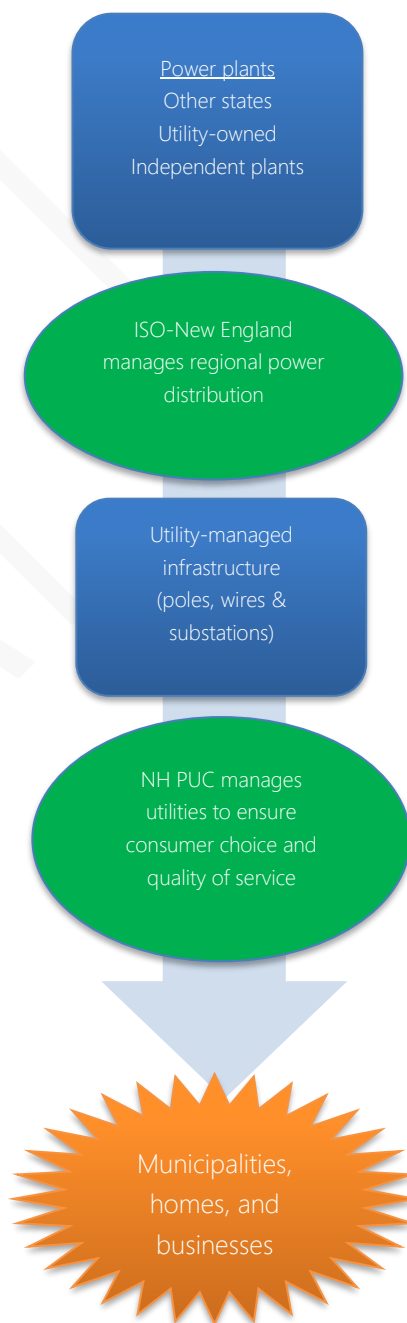 Power plants
Other states
Utility-owned
Independent plants
ISO-New England
manages regional power
distribution
Utility-managed
infrastructure
(poles, wires &
substations)
NH PUC manages
utilities to ensure
consumer choice and
quality of service
Municipalities,
homes, and
businesses